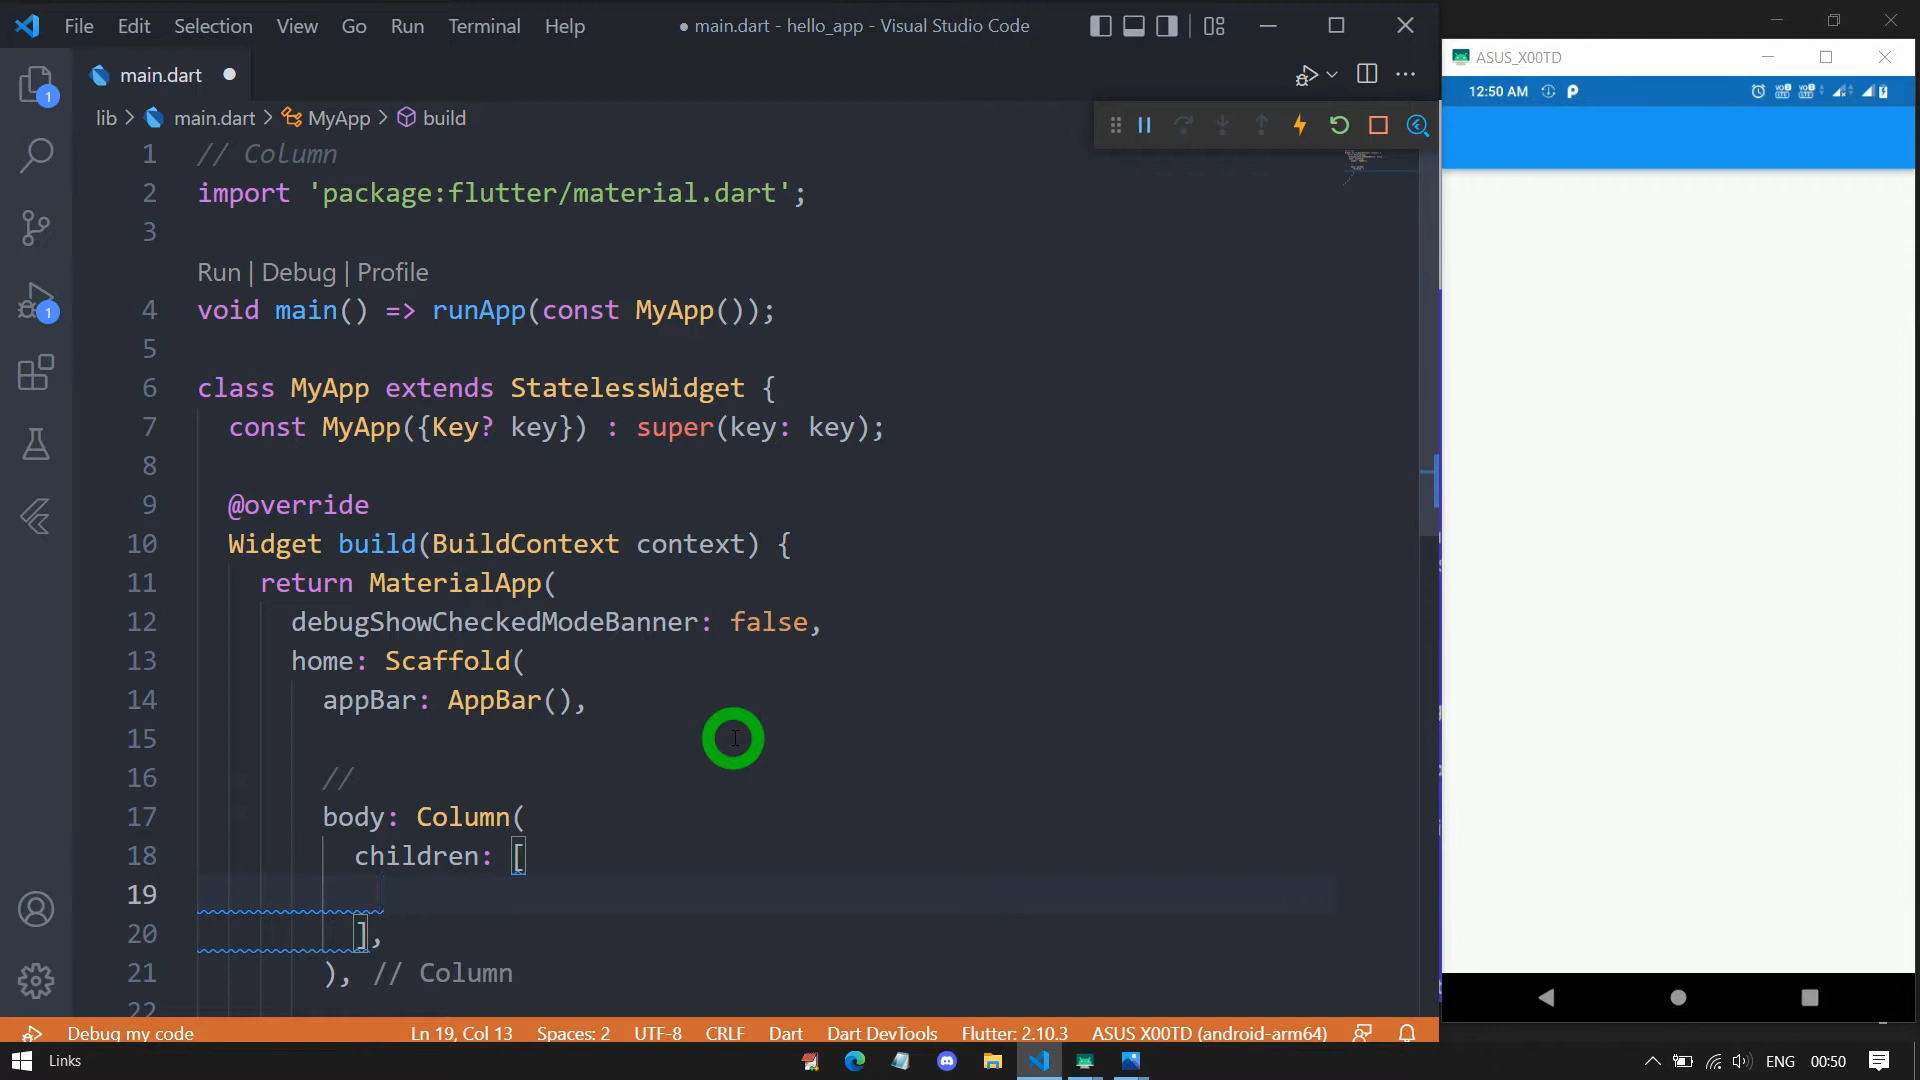 File Edit Selection View Go Run Terminal Help
● main.dart - hello_app - Visual Studio Code
ASUS_X00TD
main.dart
12:50 AM
lib > main.dart > MyApp > build
1 // Column
2 import 'package:flutter/material.dart';
3
Run | Debug | Profile
4 void main() => runApp(const MyApp());
5
6 class MyApp extends StatelessWidget {
7 const MyApp({Key? key}) : super(key: key);
8
9 @override
10 Widget build(BuildContext context) {
11 return MaterialApp(
12 debugShowCheckedModeBanner: false,
13 home: Scaffold(
14 appBar: AppBar(),
15
16 //
17 body: Column(
18 children: [
19
20 ],
21 ), // Column
22
1
1
Debug my code Ln 19, Col 13 Spaces: 2 UTF-8 CRLF Dart Dart DevTools Flutter: 2.10.3 ASUS X00TD (android-arm64)
Links ENG 00:50